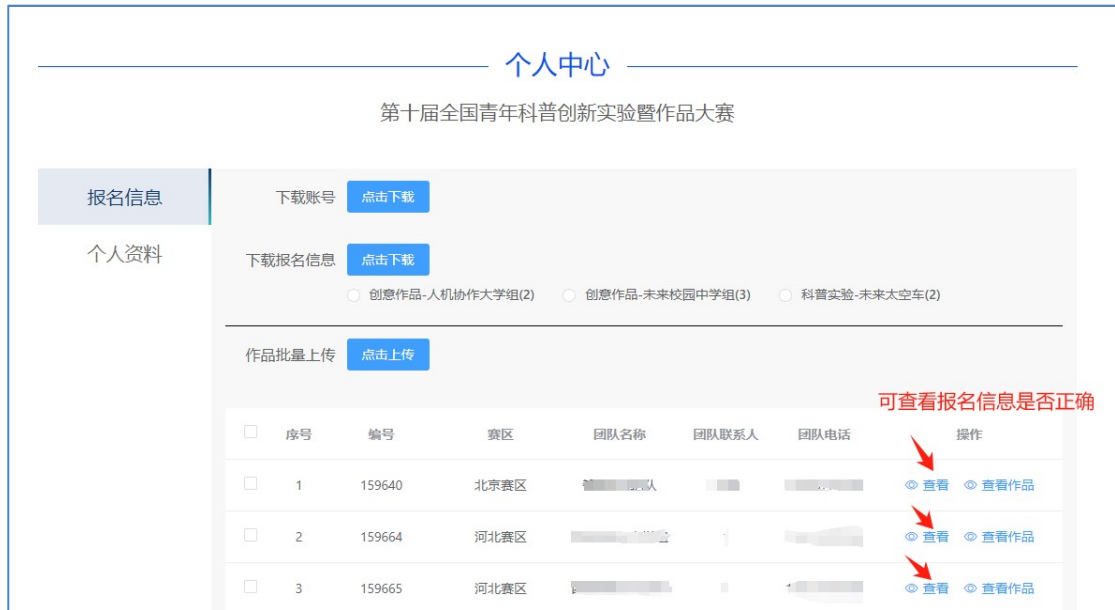 个人中心
第十届全国青年科普创新实验暨作品大赛
报名信息
个人资料
下载账号 点击下载
下载报名信息 点击下载
创意作品-人机协作大学组(2) 创意作品-未来校园中学组(3) 科普实验-未来太空车(2)
作品批量上传 点击上传
可查看报名信息是否正确
序号 编号 赛区 团队名称 团队联系人 团队电话 操作
1 159640 北京赛区 查看 查看作品
2 159664 河北赛区 查看 查看作品
3 159665 河北赛区 查看 查看作品